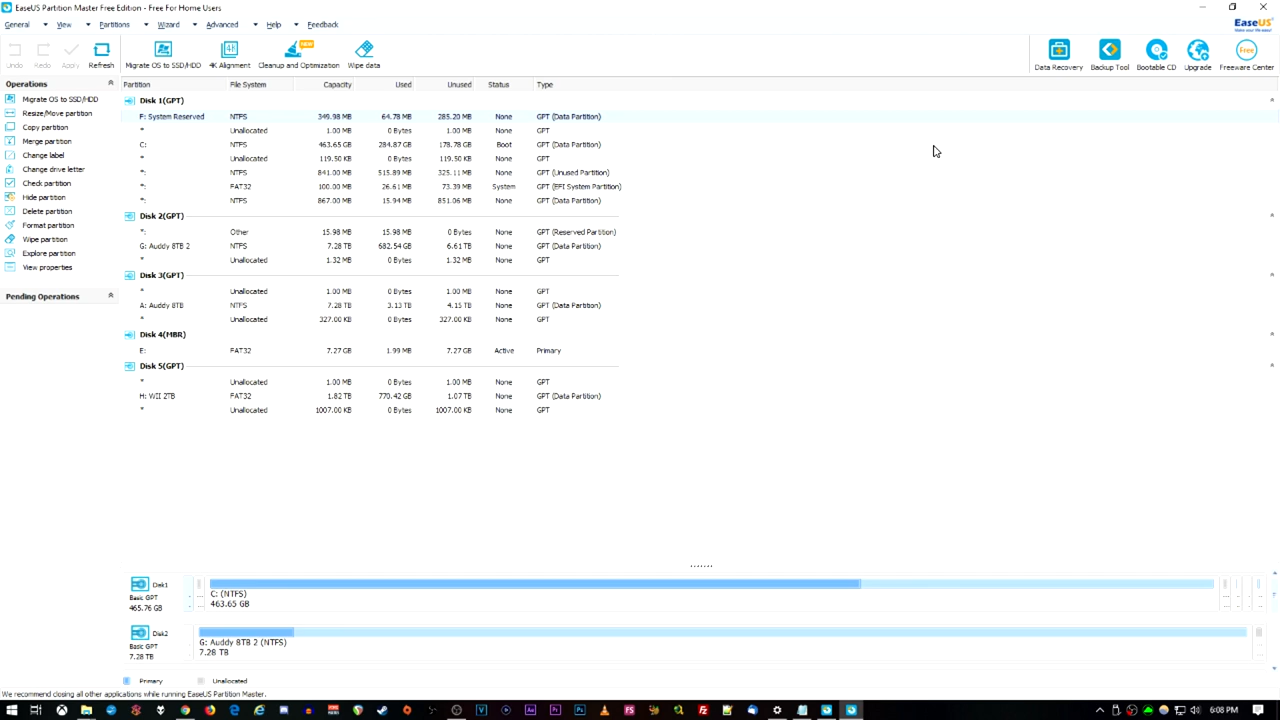 EaseUS Partition Master Free Edition - Free For Home Users
General View Partitions Wizard Advanced Help Feedback
EaseUS
Make your life easy!
Undo Redo Apply Refresh Migrate OS to SSD/HDD 4K Alignment Cleanup and Optimization Wipe data Data Recovery Backup Tool Bootable CD Upgrade Freeware Center
Operations
Migrate OS to SSD/HDD
Resize/Move partition
Copy partition
Merge partition
Change label
Change drive letter
Check partition
Hide partition
Delete partition
Format partition
Wipe partition
Explore partition
View properties
Pending Operations
Partition File System Capacity Used Unused Status Type
Disk 1(GPT)
F: System Reserved NTFS 349.98 MB 64.78 MB 285.20 MB None GPT (Data Partition)
* Unallocated 1.00 MB 0 Bytes 1.00 MB None GPT
C: NTFS 463.65 GB 284.87 GB 178.78 GB Boot GPT (Data Partition)
* Unallocated 119.50 KB 0 Bytes 119.50 KB None GPT
*: NTFS 841.00 MB 515.89 MB 325.11 MB None GPT (Unused Partition)
*: FAT32 100.00 MB 26.61 MB 73.39 MB System GPT (EFI System Partition)
*: NTFS 867.00 MB 15.94 MB 851.06 MB None GPT (Data Partition)
Disk 2(GPT)
*: Other 15.98 MB 15.98 MB 0 Bytes None GPT (Reserved Partition)
G: Auddy 8TB 2 NTFS 7.28 TB 682.54 GB 6.61 TB None GPT (Data Partition)
* Unallocated 1.32 MB 0 Bytes 1.32 MB None GPT
Disk 3(GPT)
* Unallocated 1.00 MB 0 Bytes 1.00 MB None GPT
A: Auddy 8TB NTFS 7.28 TB 3.13 TB 4.15 TB None GPT (Data Partition)
* Unallocated 327.00 KB 0 Bytes 327.00 KB None GPT
Disk 4(MBR)
E: FAT32 7.27 GB 1.99 MB 7.27 GB Active Primary
Disk 5(GPT)
* Unallocated 1.00 MB 0 Bytes 1.00 MB None GPT
H: WII 2TB FAT32 1.82 TB 770.42 GB 1.07 TB None GPT (Data Partition)
* Unallocated 1007.00 KB 0 Bytes 1007.00 KB None GPT
Disk1
Basic GPT
465.76 GB
C: (NTFS)
463.65 GB
Disk2
Basic GPT
7.28 TB
G: Auddy 8TB 2 (NTFS)
7.28 TB
Primary Unallocated
We recommend closing all other applications while running EaseUS Partition Master.
6:08 PM